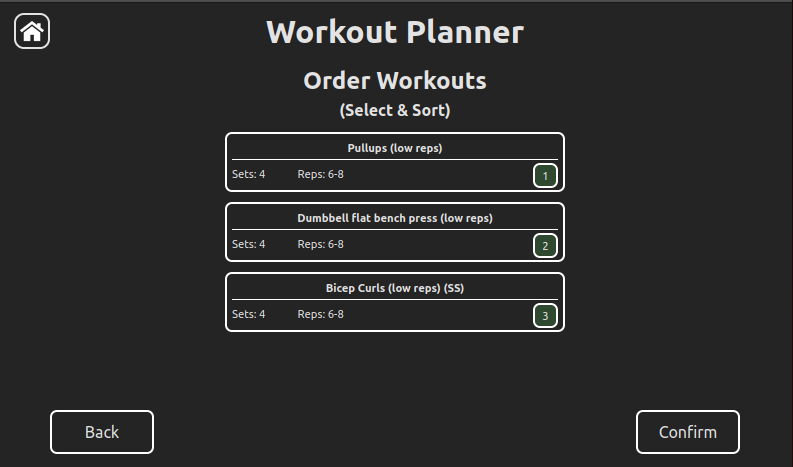 Workout Planner
Order Workouts
(Select & Sort)
Pullups (low reps)
Sets: 4 Reps: 6-8 1
Dumbbell flat bench press (low reps)
Sets: 4 Reps: 6-8 2
Bicep Curls (low reps) (SS)
Sets: 4 Reps: 6-8 3
Back Confirm